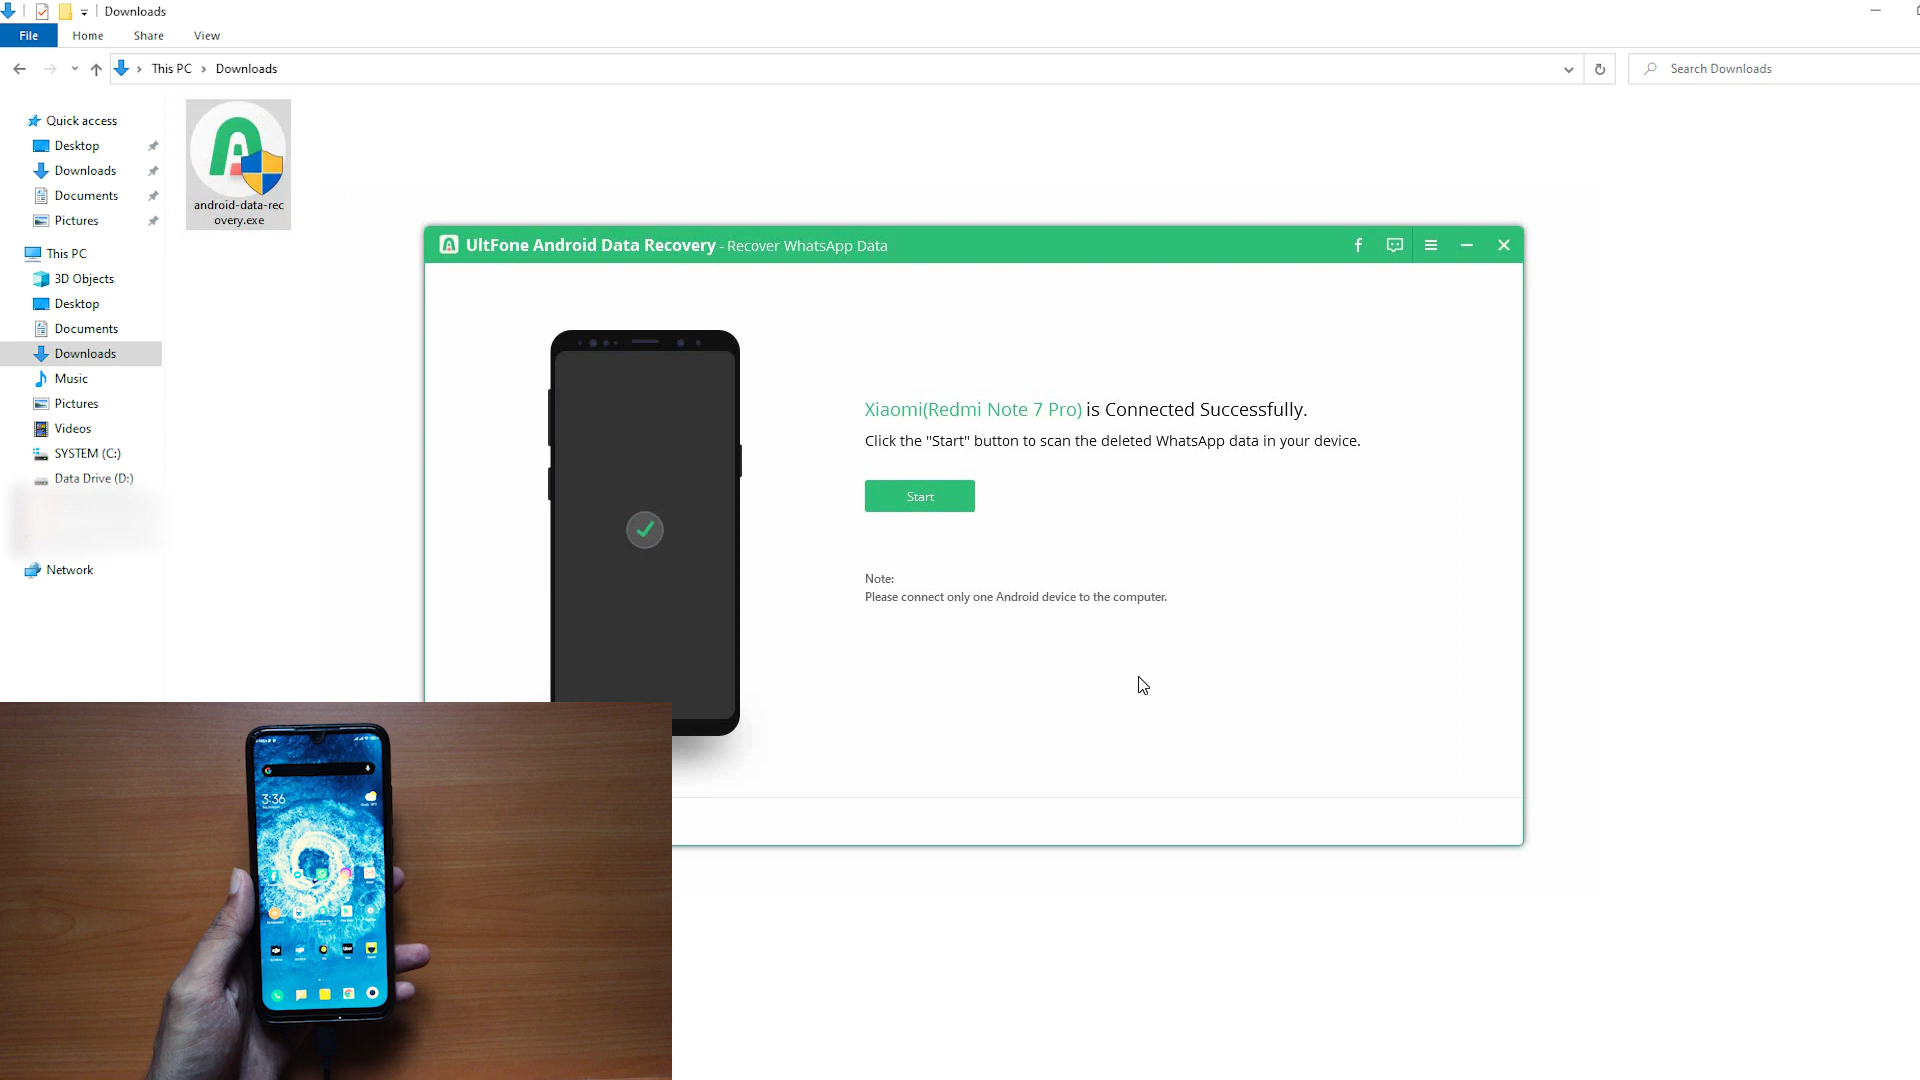 Downloads
File Home Share View
This PC Downloads
Search Downloads
Quick access
Desktop
Downloads
Documents
Pictures
This PC
3D Objects
Desktop
Documents
Downloads
Music
Pictures
Videos
SYSTEM (C:)
Data Drive (D:)
Network
android-data-rec
overy.exe
UltFone Android Data Recovery - Recover WhatsApp Data
Xiaomi(Redmi Note 7 Pro) is Connected Successfully.
Click the "Start" button to scan the deleted WhatsApp data in your device.
Start
Note:
Please connect only one Android device to the computer.
3:36